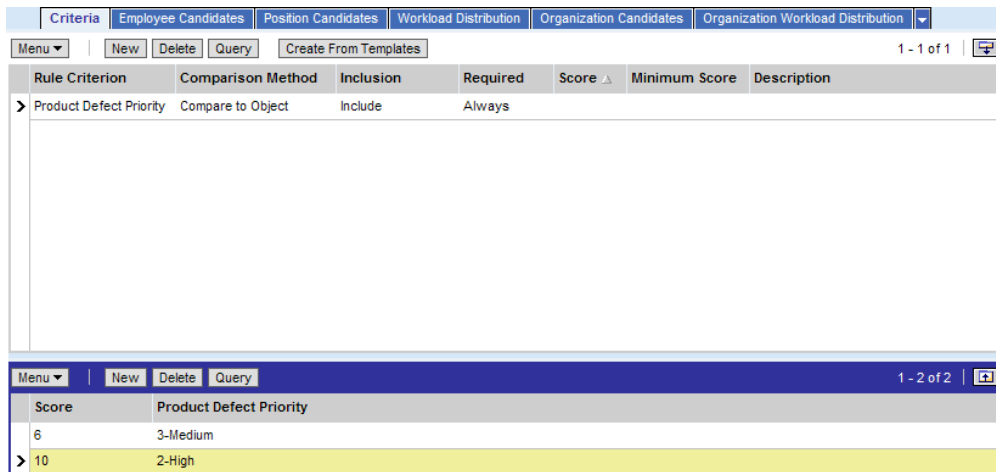 Criteria Employee Candidates Position Candidates Workload Distribution Organization Candidates Organization Workload Distribution
Menu New Delete Query Create From Templates 1 - 1 of 1
Rule Criterion Comparison Method Inclusion Required Score Minimum Score Description
Product Defect Priority Compare to Object Include Always
Menu New Delete Query 1 - 2 of 2
Score Product Defect Priority
6 3-Medium
10 2-High